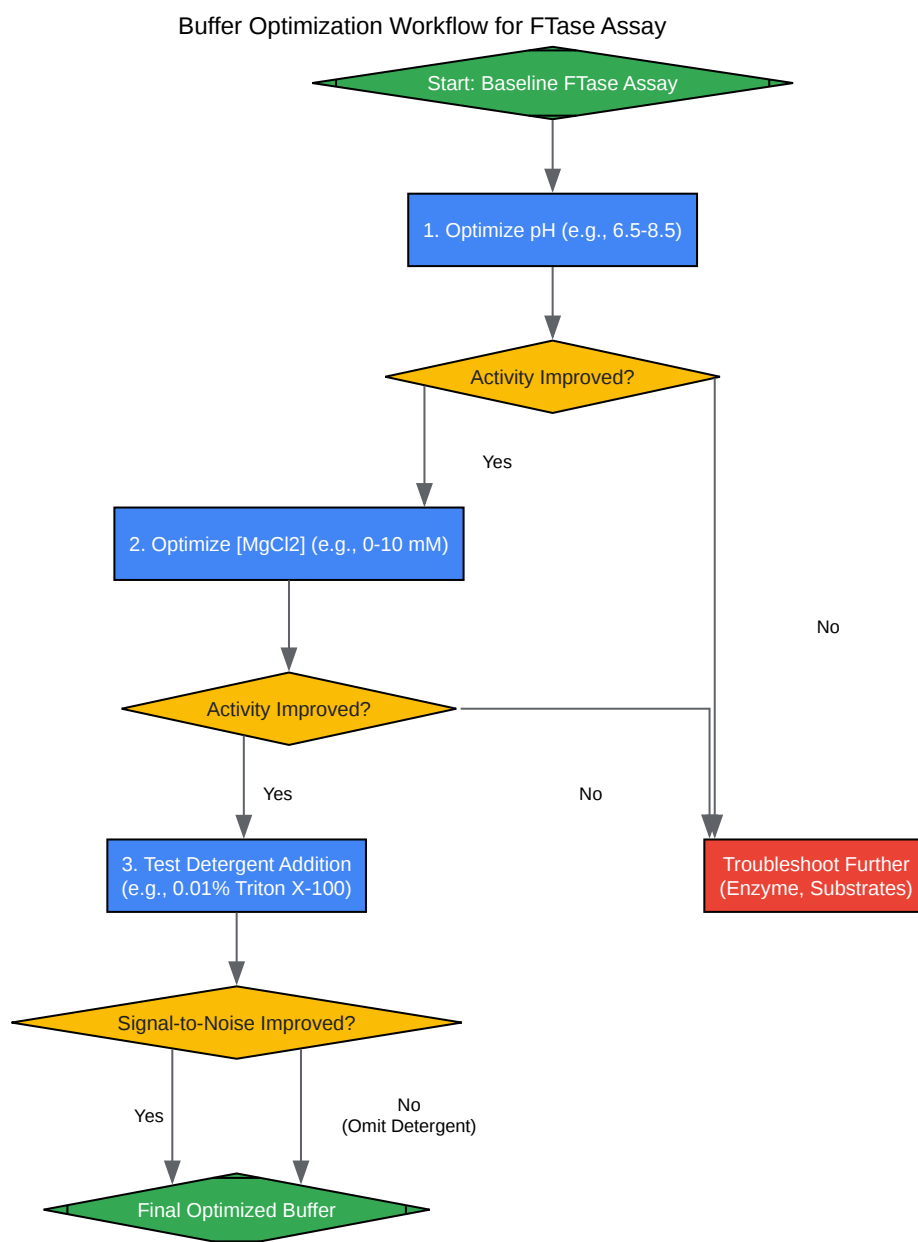 Buffer Optimization Workflow for FTase Assay
Start: Baseline FTase Assay
1. Optimize pH (e.g., 6.5-8.5)
Activity Improved?
Yes
2. Optimize [MgCl2] (e.g., 0-10 mM)
No
Activity Improved?
Yes
No
3. Test Detergent Addition
(e.g., 0.01% Triton X-100)
Troubleshoot Further
(Enzyme, Substrates)
Signal-to-Noise Improved?
Yes
No
(Omit Detergent)
Final Optimized Buffer